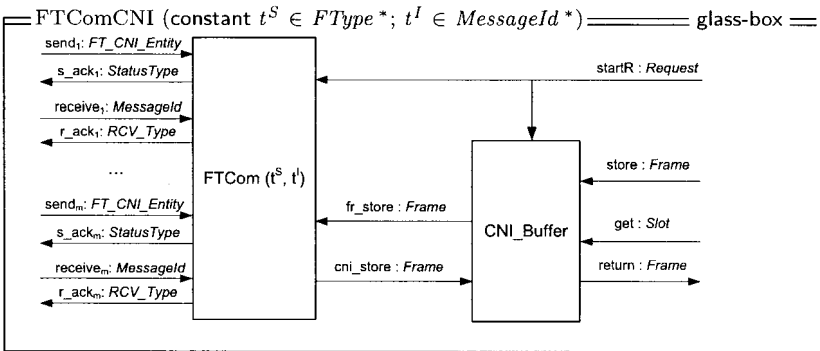 FTComCNI (constant t^S ∈ FType*; t^I ∈ MessageId*) glass-box
send₁: FT_CNI_Entity
s_ack₁: StatusType
receive₁: MessageId
r_ack₁: RCV_Type
...
send_m: FT_CNI_Entity
s_ack_m: StatusType
receive_m: MessageId
r_ack_m: RCV_Type
FTCom (t^S, t^I)
startR : Request
fr_store : Frame
cni_store : Frame
CNI_Buffer
store : Frame
get : Slot
return : Frame